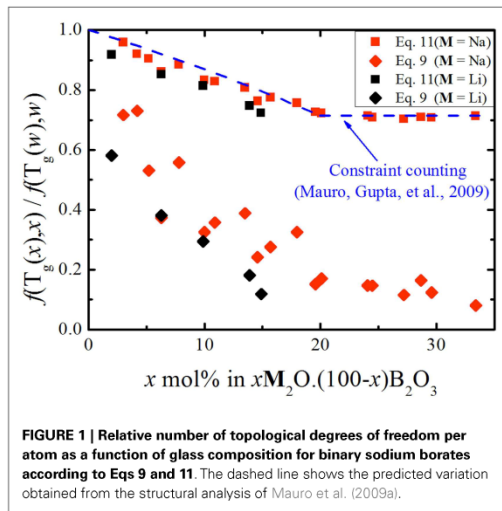 1.0
0.8
0.6
0.4
0.2
0.0
f(Tg(x),x) / f(Tg(w),w)
Eq. 11(M = Na)
Eq. 9 (M = Na)
Eq. 11(M = Li)
Eq. 9 (M = Li)
Constraint counting
(Mauro, Gupta, et al., 2009)
0 10 20 30
x mol% in xM₂O.(100-x)B₂O₃
FIGURE 1 | Relative number of topological degrees of freedom per
atom as a function of glass composition for binary sodium borates
according to Eqs 9 and 11. The dashed line shows the predicted variation
obtained from the structural analysis of Mauro et al. (2009a).